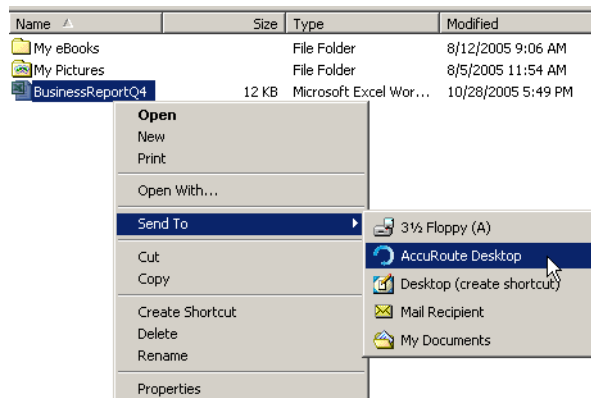 Name Size Type Modified
My eBooks File Folder 8/12/2005 9:06 AM
My Pictures File Folder 8/5/2005 11:54 AM
BusinessReportQ4 12 KB Microsoft Excel Wor... 10/28/2005 5:49 PM
Open
New
Print
Open With...
Send To
Cut
Copy
Create Shortcut
Delete
Rename
Properties
3½ Floppy (A)
AccuRoute Desktop
Desktop (create shortcut)
Mail Recipient
My Documents